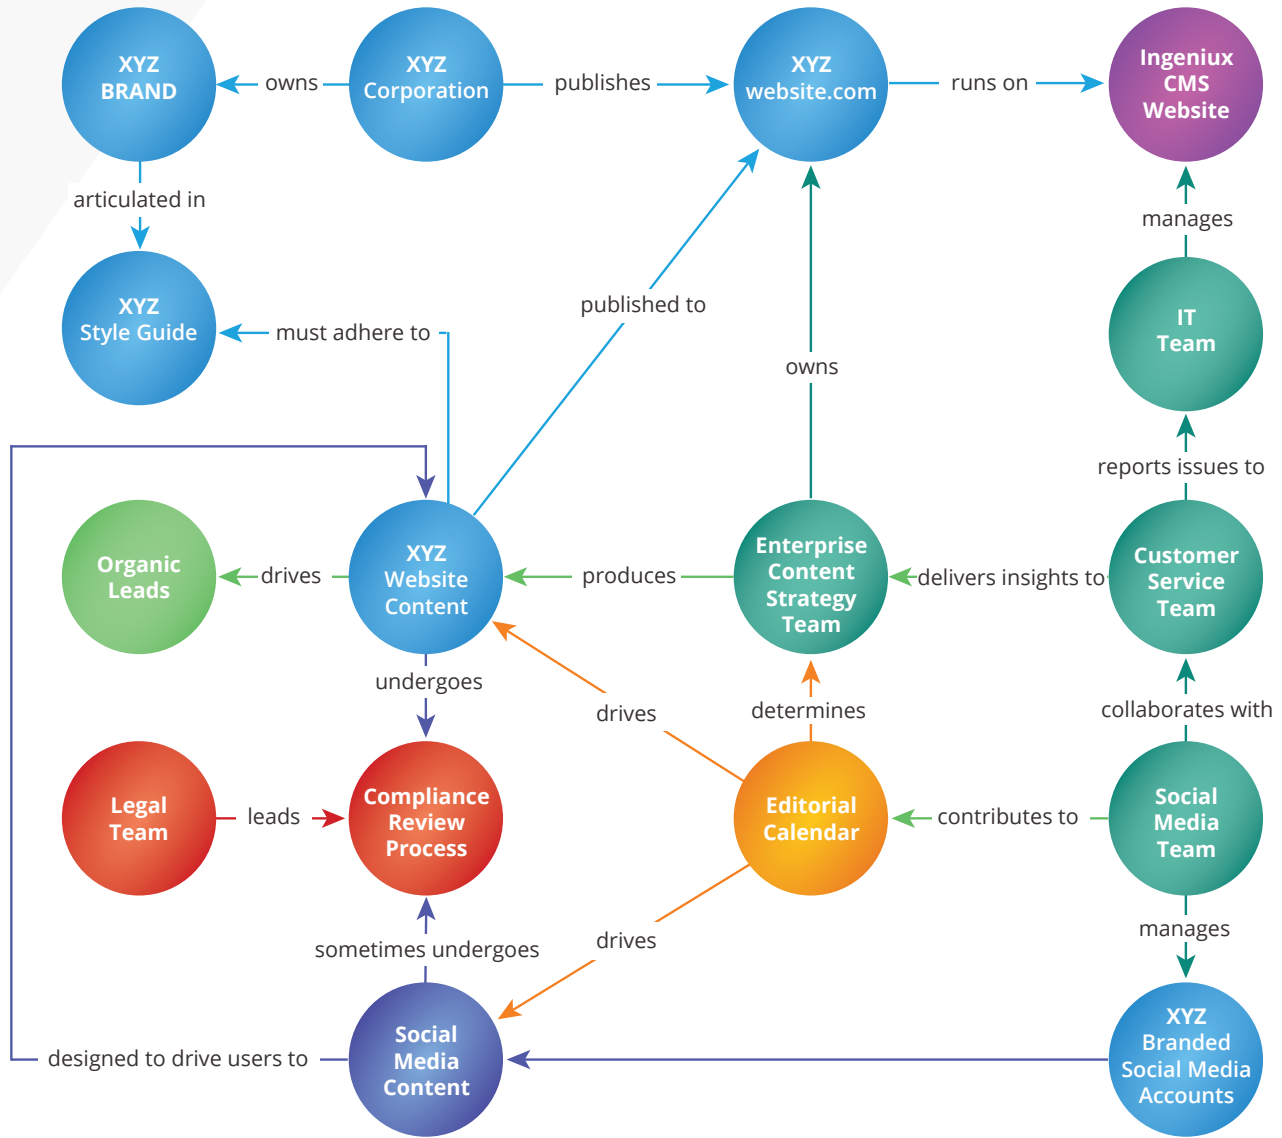 XYZ
BRAND
owns
XYZ
Corporation
publishes
XYZ
website.com
runs on
Ingeniux
CMS
Website
articulated in
manages
XYZ
Style Guide
must adhere to
published to
owns
IT
Team
reports issues to
Organic
Leads
drives
XYZ
Website
Content
produces
Enterprise
Content
Strategy
Team
delivers insights to
Customer
Service
Team
undergoes
drives
determines
collaborates with
Legal
Team
leads
Compliance
Review
Process
Editorial
Calendar
contributes to
Social
Media
Team
sometimes undergoes
drives
manages
designed to drive users to
Social
Media
Content
XYZ
Branded
Social Media
Accounts